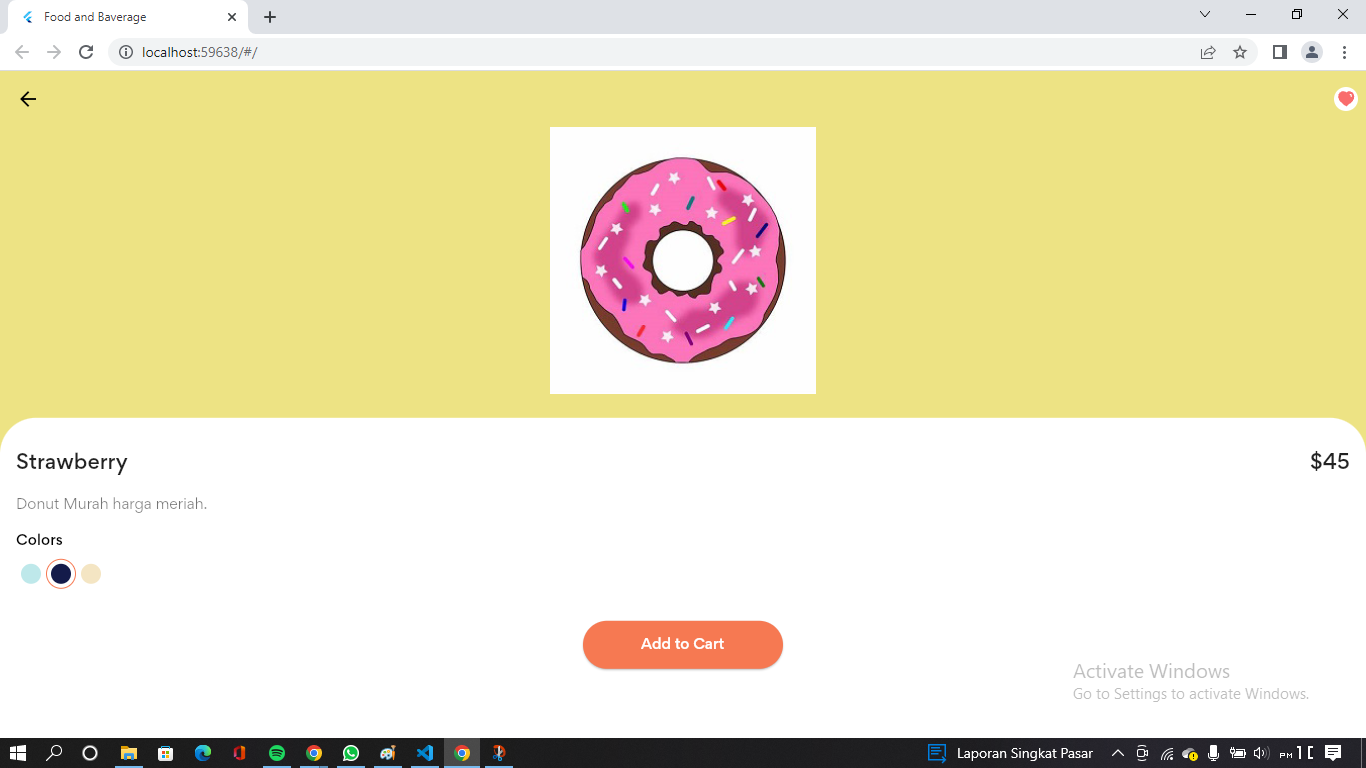 Food and Baverage
localhost:59638/#/
Strawberry
$45
Donut Murah harga meriah.
Colors
Add to Cart
Activate Windows
Go to Settings to activate Windows.
Laporan Singkat Pasar
PM